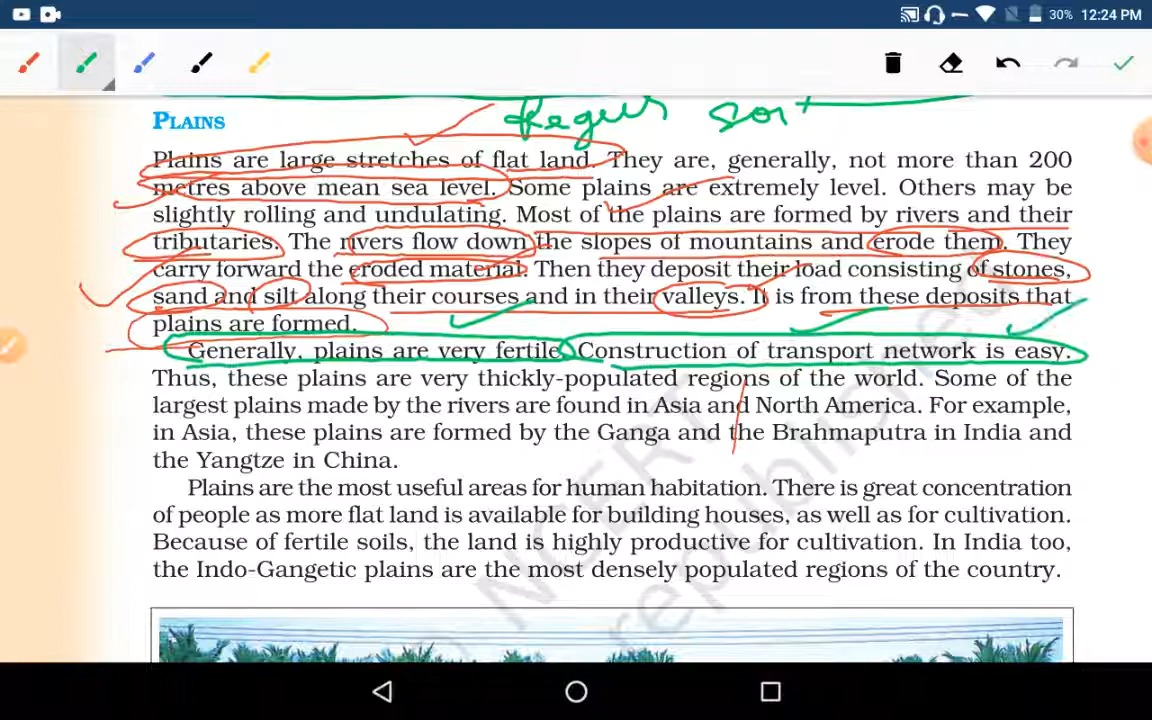 30% 12:24 PM
Regur soil
PLAINS
Plains are large stretches of flat land. They are, generally, not more than 200
metres above mean sea level. Some plains are extremely level. Others may be
slightly rolling and undulating. Most of the plains are formed by rivers and their
tributaries. The rivers flow down the slopes of mountains and erode them. They
carry forward the eroded material. Then they deposit their load consisting of stones,
sand and silt along their courses and in their valleys. It is from these deposits that
plains are formed.
Generally, plains are very fertile. Construction of transport network is easy.
Thus, these plains are very thickly-populated regions of the world. Some of the
largest plains made by the rivers are found in Asia and North America. For example,
in Asia, these plains are formed by the Ganga and the Brahmaputra in India and
the Yangtze in China.
Plains are the most useful areas for human habitation. There is great concentration
of people as more flat land is available for building houses, as well as for cultivation.
Because of fertile soils, the land is highly productive for cultivation. In India too,
the Indo-Gangetic plains are the most densely populated regions of the country.
NCERT
republished